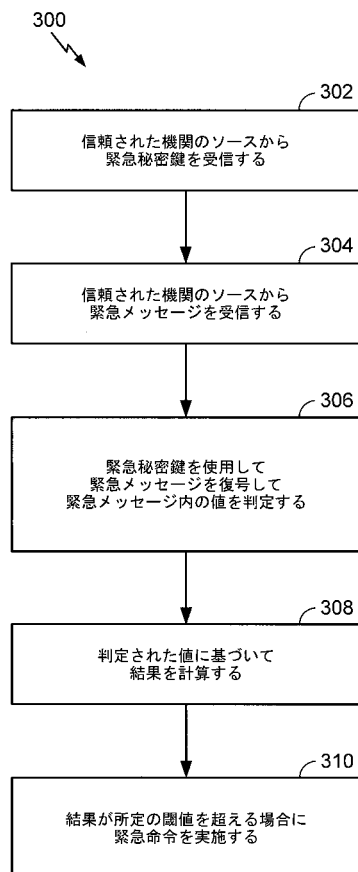 300
302
信頼された機関のソースから
緊急秘密鍵を受信する
304
信頼された機関のソースから
緊急メッセージを受信する
306
緊急秘密鍵を使用して
緊急メッセージを復号して
緊急メッセージ内の値を判定する
308
判定された値に基づいて
結果を計算する
310
結果が所定の閾値を超える場合に
緊急命令を実施する